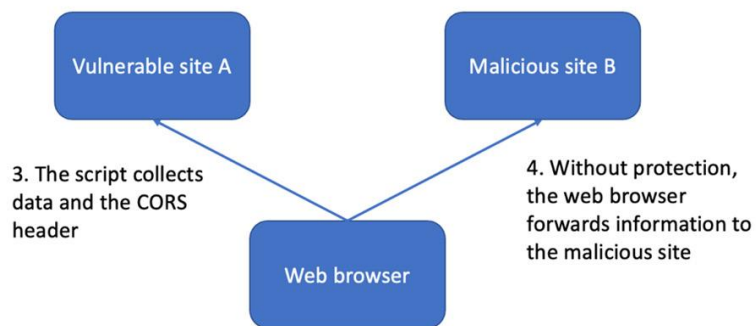 Vulnerable site A
Malicious site B
3. The script collects
data and the CORS
header
4. Without protection,
the web browser
forwards information to
the malicious site
Web browser